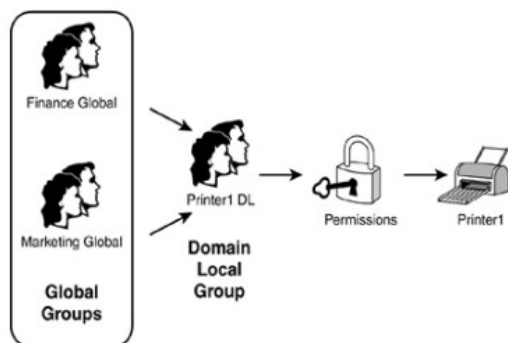 Finance Global
Marketing Global
Global
Groups
Printer1 DL
Domain
Local
Group
Permissions
Printer1